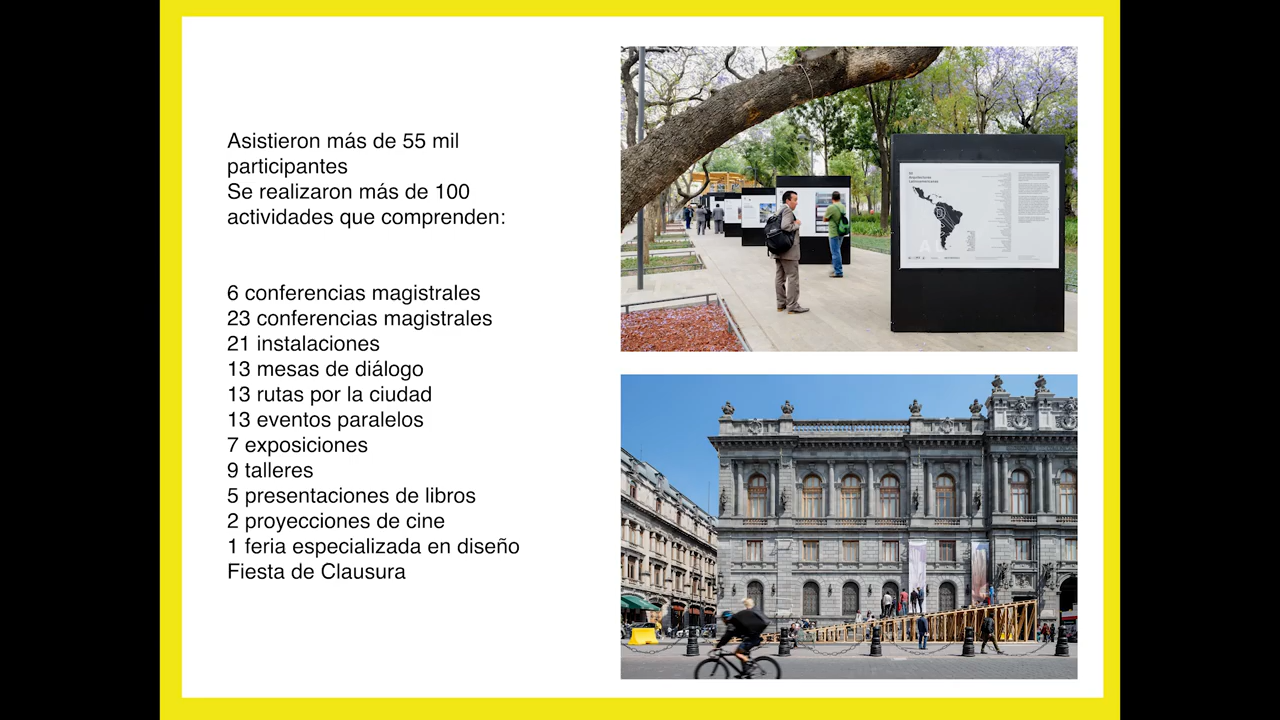 Asistieron más de 55 mil
participantes
Se realizaron más de 100
actividades que comprenden:
6 conferencias magistrales
23 conferencias magistrales
21 instalaciones
13 mesas de diálogo
13 rutas por la ciudad
13 eventos paralelos
7 exposiciones
9 talleres
5 presentaciones de libros
2 proyecciones de cine
1 feria especializada en diseño
Fiesta de Clausura
Arquitecturas
Latinoamericanas